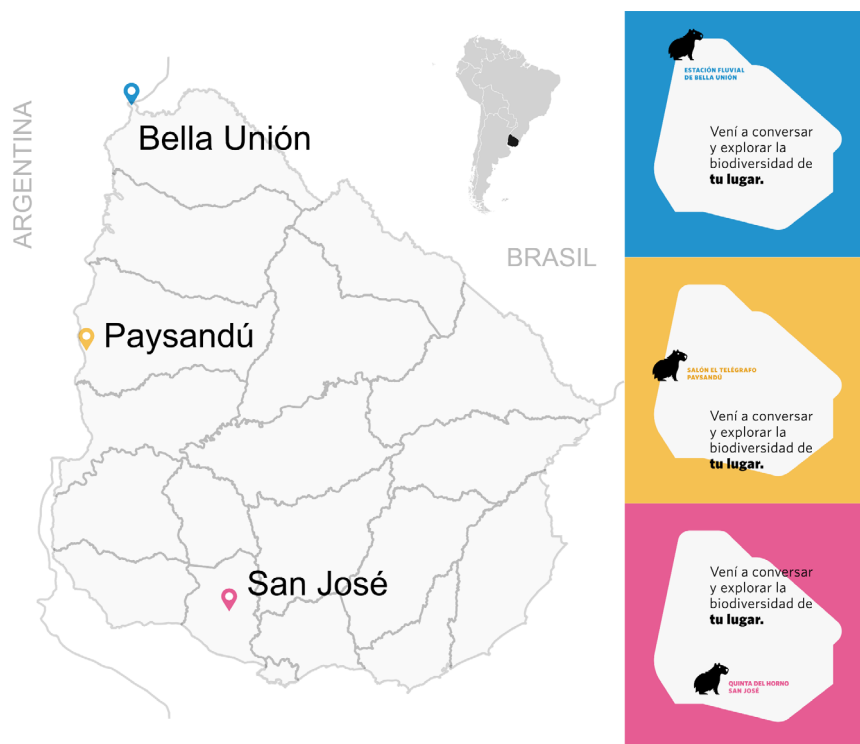 ARGENTINA
Bella Unión
BRASIL
Paysandú
San José
ESTACIÓN FLUVIAL
DE BELLA UNIÓN
Vení a conversar
y explorar la
biodiversidad de
tu lugar.
SALÓN EL TELÉGRAFO
PAYSANDÚ
Vení a conversar
y explorar la
biodiversidad de
tu lugar.
Vení a conversar
y explorar la
biodiversidad de
tu lugar.
QUINTA DEL HORNO
SAN JOSÉ